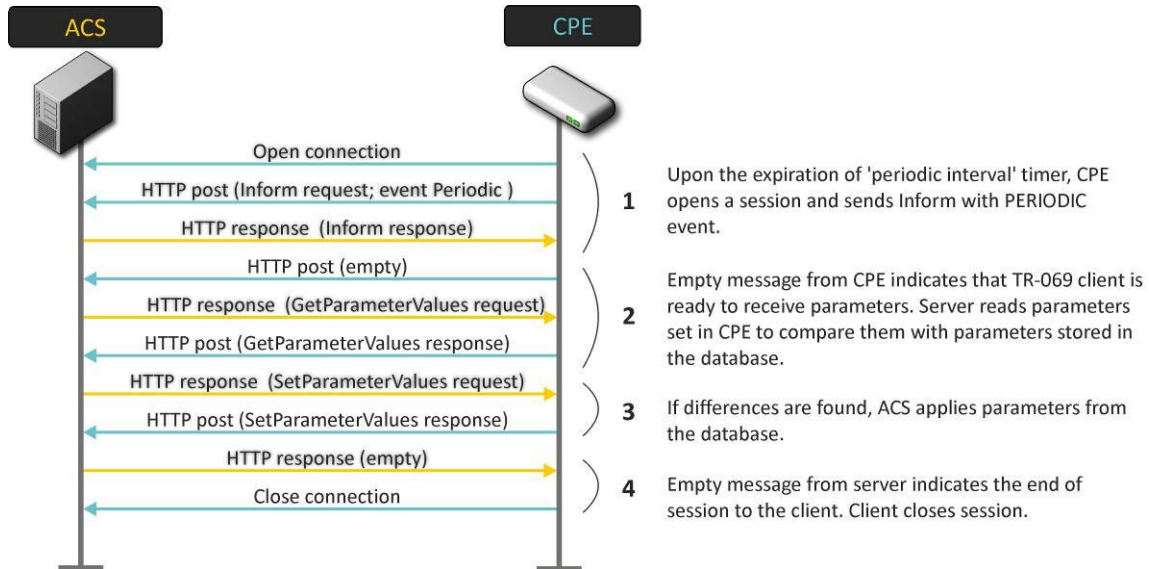 ACS
CPE
Open connection
HTTP post (Inform request; event Periodic )
HTTP response  (Inform response)
1
Upon the expiration of 'periodic interval' timer, CPE
opens a session and sends Inform with PERIODIC
event.
HTTP post (empty)
HTTP response  (GetParameterValues request)
HTTP post (GetParameterValues response)
2
Empty message from CPE indicates that TR-069 client is
ready to receive parameters. Server reads parameters
set in CPE to compare them with parameters stored in
the database.
HTTP response  (SetParameterValues request)
HTTP post (SetParameterValues response)
3
If differences are found, ACS applies parameters from
the database.
HTTP response (empty)
Close connection
4
Empty message from server indicates the end of
session to the client. Client closes session.